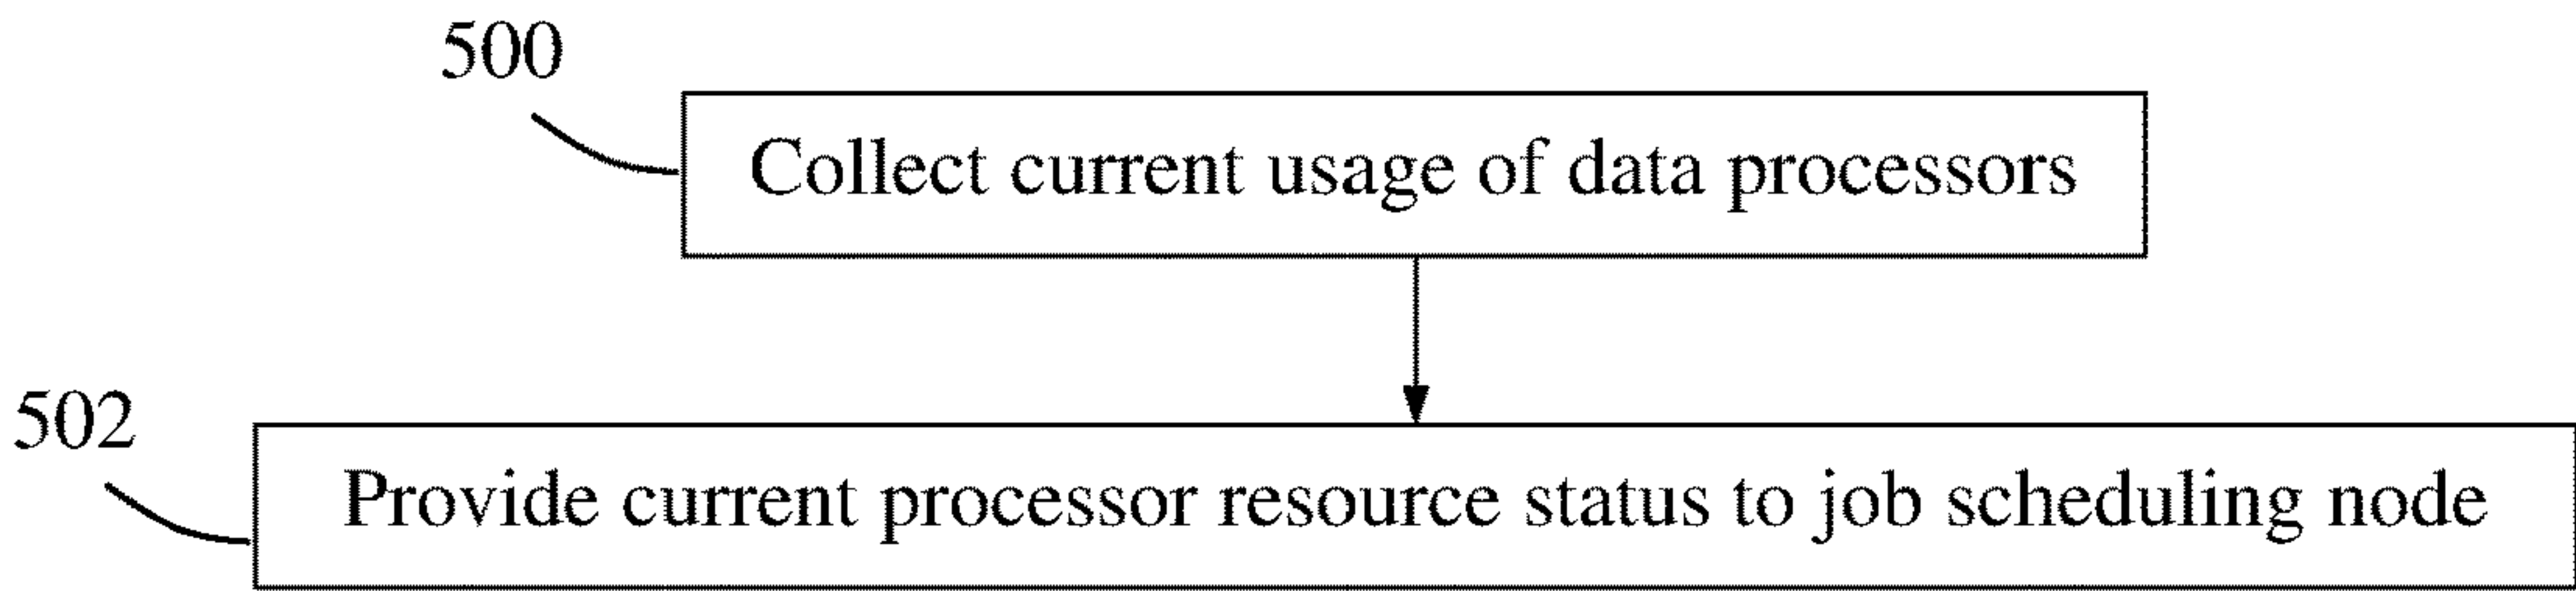 500
Collect current usage of data processors
502
Provide current processor resource status to job scheduling node